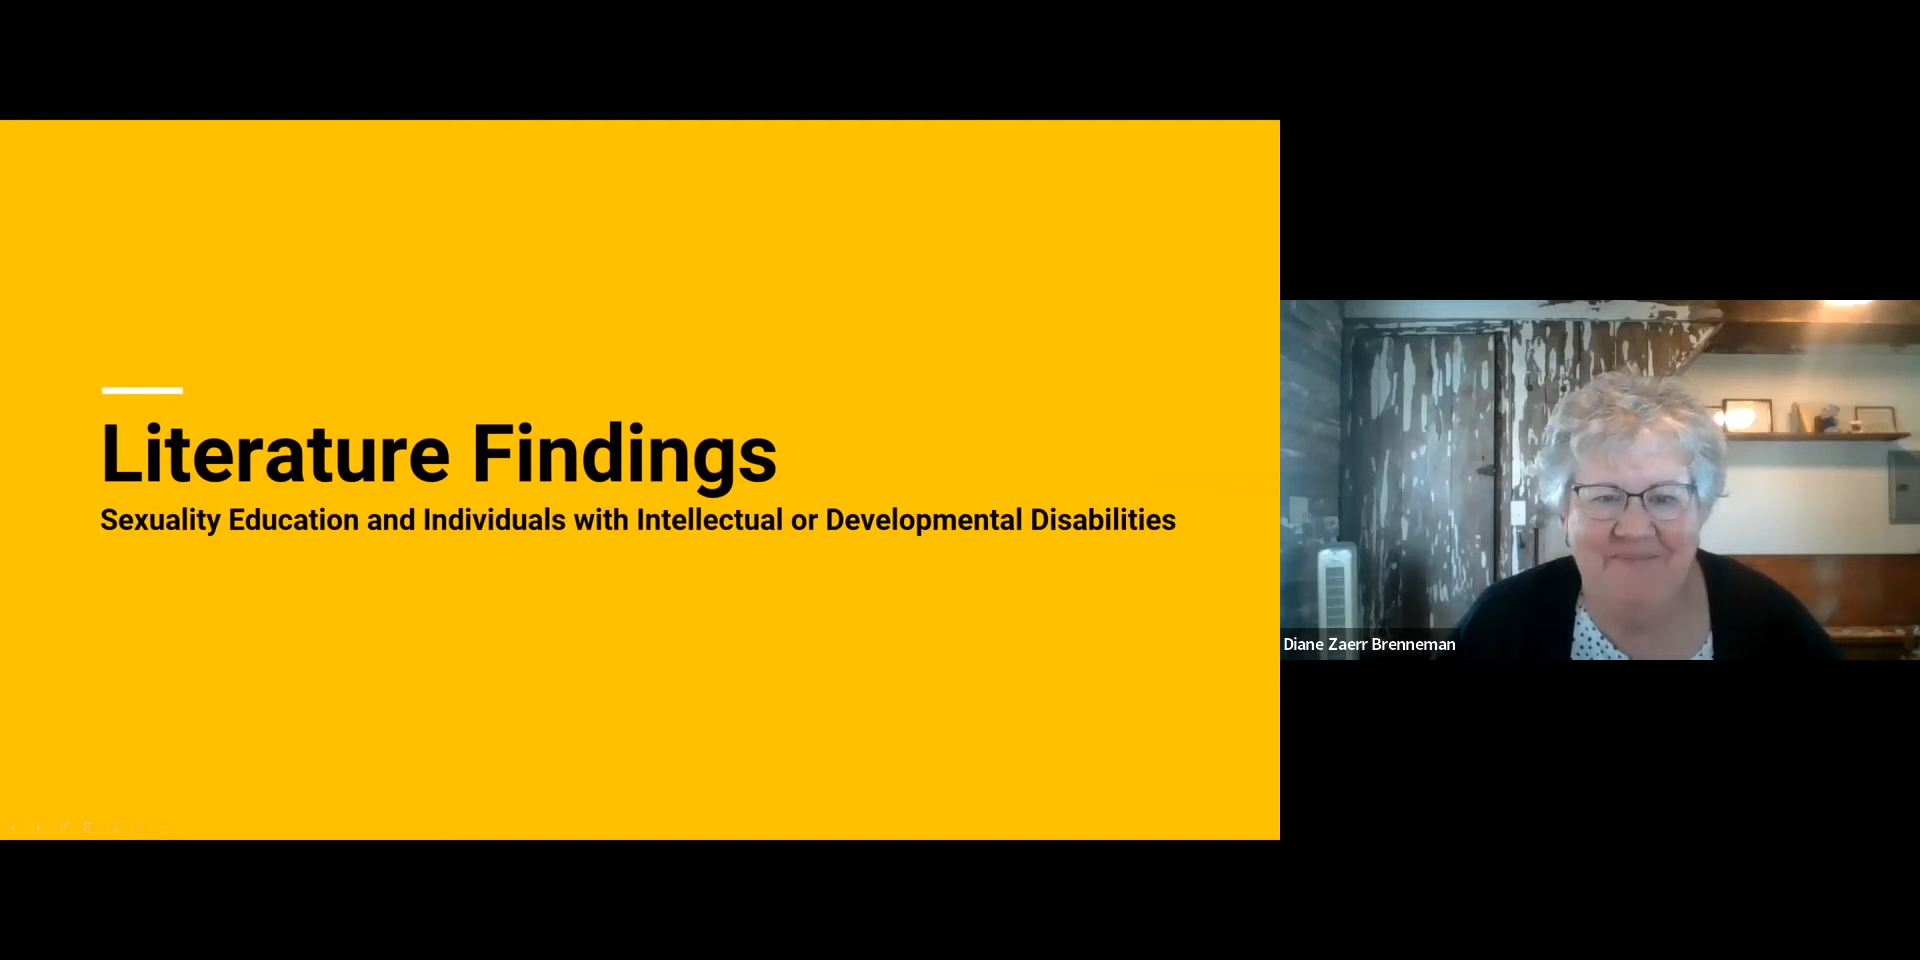 Literature Findings
Sexuality Education and Individuals with Intellectual or Developmental Disabilities
Diane Zaerr Brenneman